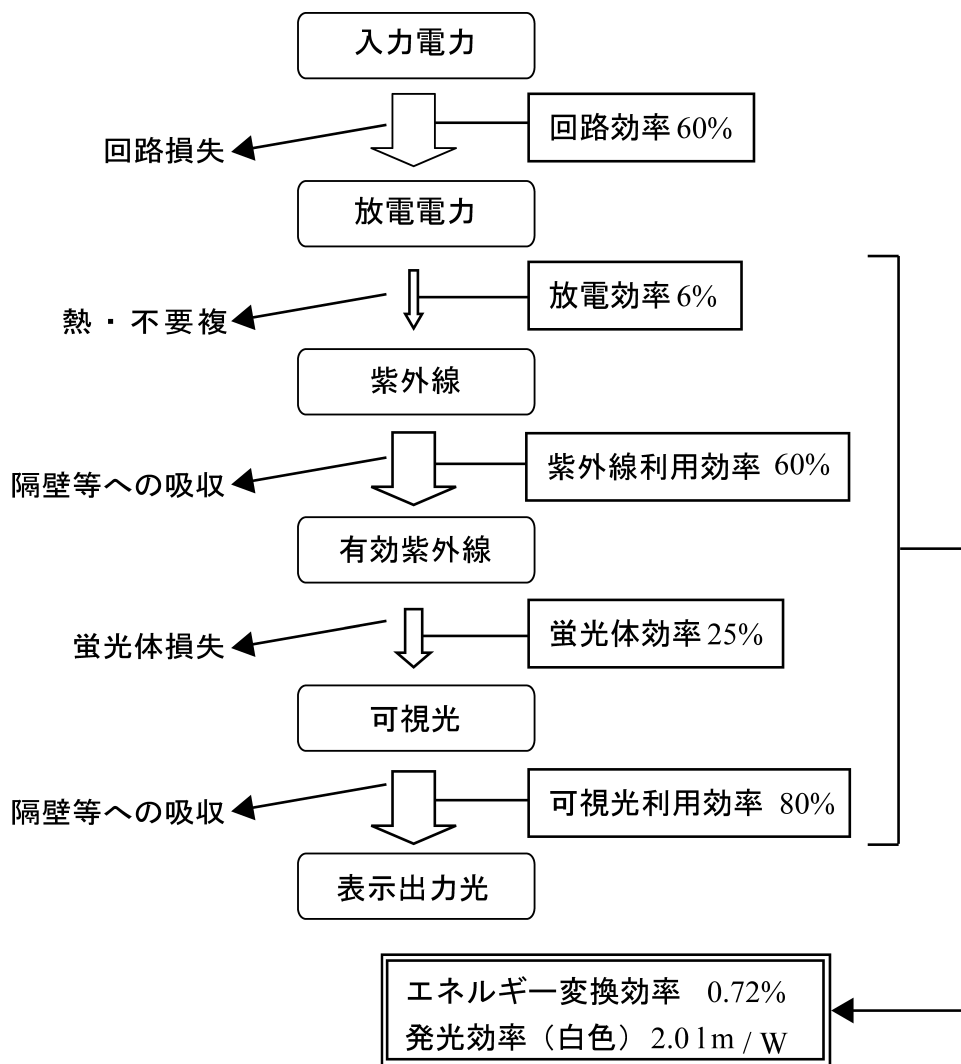 入力電力
回路効率 60%
回路損失
放電電力
放電効率 6%
熱・不要複
紫外線
紫外線利用効率 60%
隔壁等への吸収
有効紫外線
蛍光体効率 25%
蛍光体損失
可視光
可視光利用効率 80%
隔壁等への吸収
表示出力光
エネルギー変換効率 0.72%
発光効率（白色）2.0 l m / W